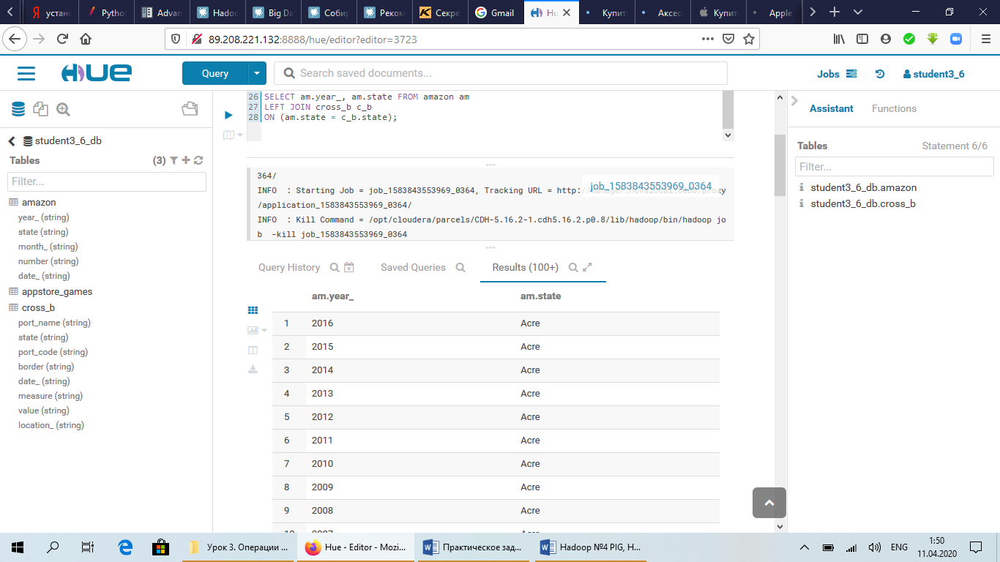 устано
Python
Advan
Hadoo
Big Da
Собир
Реком
Секре
Gmail
Hu
Купит
Аксес
Купит
Apple
89.208.221.132:8888/hue/editor?editor=3723
HUE
Query
Search saved documents...
Jobs
student3_6
student3_6_db
Tables
(3)
Filter...
amazon
year_ (string)
state (string)
month_ (string)
number (string)
date_ (string)
appstore_games
cross_b
port_name (string)
state (string)
port_code (string)
border (string)
date_ (string)
measure (string)
value (string)
location_ (string)
26 SELECT am.year_, am.state FROM amazon am
27 LEFT JOIN cross_b c_b
28 ON (am.state = c_b.state);
364/
job_1583843553969_0364
INFO : Starting Job = job_1583843553969_0364, Tracking URL = http:
/application_1583843553969_0364/
INFO : Kill Command = /opt/cloudera/parcels/CDH-5.16.2-1.cdh5.16.2.p0.8/lib/hadoop/bin/hadoop jo
b -kill job_1583843553969_0364
Query History
Saved Queries
Results (100+)
am.year_ am.state
1 2016 Acre
2 2015 Acre
3 2014 Acre
4 2013 Acre
5 2012 Acre
6 2011 Acre
7 2010 Acre
8 2009 Acre
9 2008 Acre
Assistant
Functions
Tables
Statement 6/6
Filter...
student3_6_db.amazon
student3_6_db.cross_b
Урок 3. Операции ...
Hue - Editor - Mozi...
Практическое зад...
Hadoop №4 PIG, H...
ENG
1:50
11.04.2020